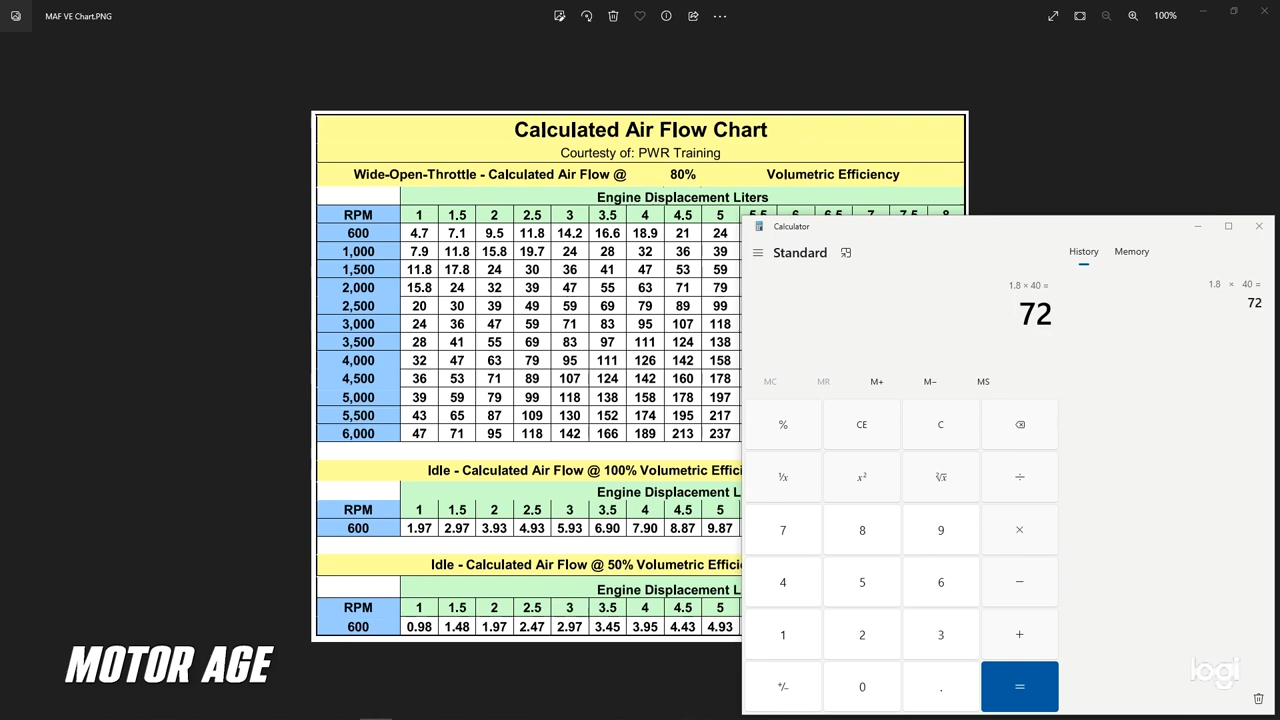 MAF VE Chart.PNG
100%
Calculated Air Flow Chart
Courtesty of: PWR Training
Wide-Open-Throttle - Calculated Air Flow @ 80% Volumetric Efficiency
Engine Displacement Liters
RPM 1 1.5 2 2.5 3 3.5 4 4.5 5 5.5 6 6.5 7 7.5 8
600 4.7 7.1 9.5 11.8 14.2 16.6 18.9 21 24
1,000 7.9 11.8 15.8 19.7 24 28 32 36 39
1,500 11.8 17.8 24 30 36 41 47 53 59
2,000 15.8 24 32 39 47 55 63 71 79
2,500 20 30 39 49 59 69 79 89 99
3,000 24 36 47 59 71 83 95 107 118
3,500 28 41 55 69 83 97 111 124 138
4,000 32 47 63 79 95 111 126 142 158
4,500 36 53 71 89 107 124 142 160 178
5,000 39 59 79 99 118 138 158 178 197
5,500 43 65 87 109 130 152 174 195 217
6,000 47 71 95 118 142 166 189 213 237
Idle - Calculated Air Flow @ 100% Volumetric Effici
Engine Displacement L
RPM 1 1.5 2 2.5 3 3.5 4 4.5 5
600 1.97 2.97 3.93 4.93 5.93 6.90 7.90 8.87 9.87
Idle - Calculated Air Flow @ 50% Volumetric Effici
Engine Displacement L
RPM 1 1.5 2 2.5 3 3.5 4 4.5 5
600 0.98 1.48 1.97 2.47 2.97 3.45 3.95 4.43 4.93
Calculator
Standard
History Memory
1.8 × 40 =
72
1.8 × 40 =
72
MC MR M+ M− MS
% CE C
⅟x x² ²√x ÷
7 8 9 ×
4 5 6 −
1 2 3 +
+/− 0 . =
MOTOR AGE
logi